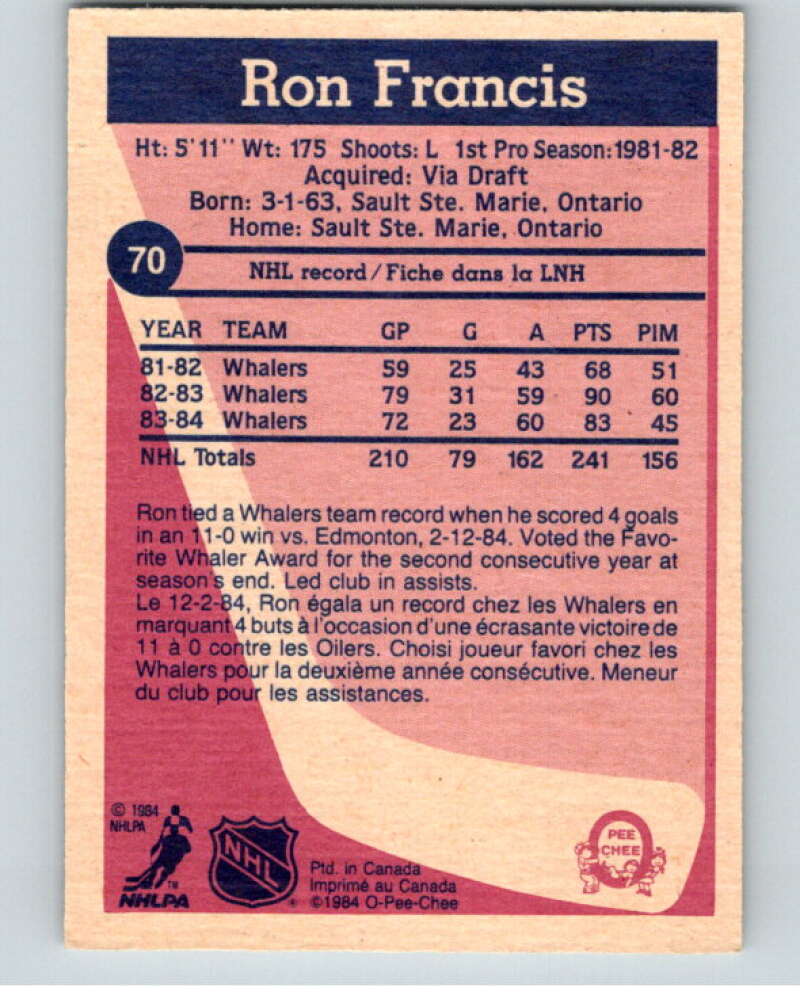 Ron Francis
Ht: 5'11" Wt: 175 Shoots: L 1st Pro Season:1981-82
Acquired: Via Draft
Born: 3-1-63, Sault Ste. Marie, Ontario
Home: Sault Ste. Marie, Ontario
70
NHL record/Fiche dans la LNH
YEAR TEAM GP G A PTS PIM
81-82 Whalers 59 25 43 68 51
82-83 Whalers 79 31 59 90 60
83-84 Whalers 72 23 60 83 45
NHL Totals 210 79 162 241 156
Ron tied a Whalers team record when he scored 4 goals
in an 11-0 win vs. Edmonton, 2-12-84. Voted the Favo-
rite Whaler Award for the second consecutive year at
season's end. Led club in assists.
Le 12-2-84, Ron égala un record chez les Whalers en
marquant 4 buts à l'occasion d'une écrasante victoire de
11 à 0 contre les Oilers. Choisi joueur favori chez les
Whalers pour la deuxième année consécutive. Meneur
du club pour les assistances.
© 1984
NHLPA
TM
NHLPA
NHL
®
Ptd. in Canada
Imprimé au Canada
©1984 O-Pee-Chee
PEE
CHEE